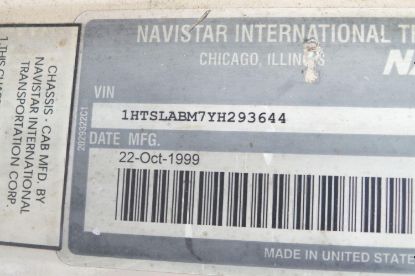 NAVISTAR INTERNATIONAL
CHICAGO, ILLINOIS
VIN
1HTSLABM7YH293644
DATE MFG.
22-Oct-1999
MADE IN UNITED STATE
CHASSIS - CAB MFD. BY
NAVISTAR INTERNATIONAL
TRANSPORTATION CORP.